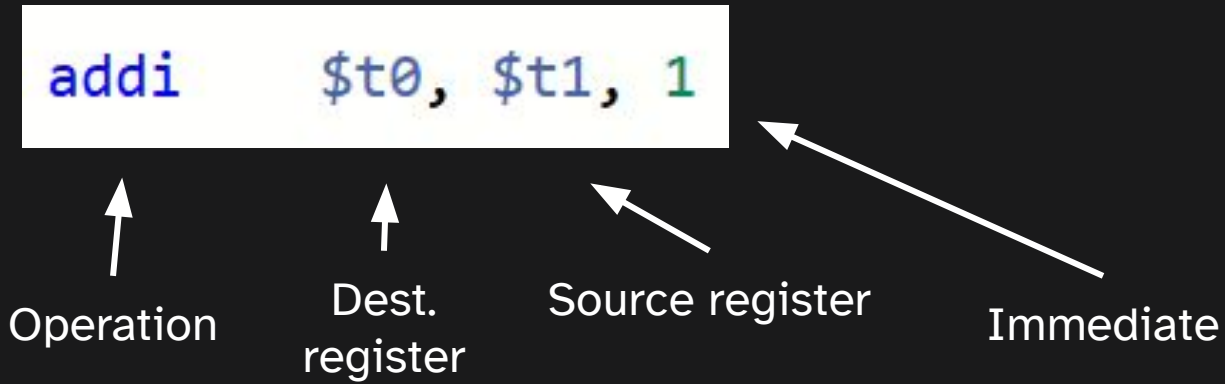 addi $t0, $t1, 1
Operation
Dest.
register
Source register
Immediate